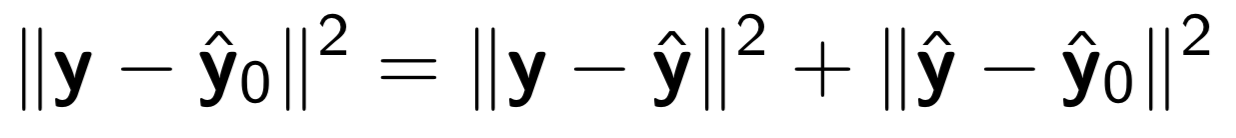 ‖𝐲 − 𝐲̂₀‖² = ‖𝐲 − 𝐲̂‖² + ‖𝐲̂ − 𝐲̂₀‖²